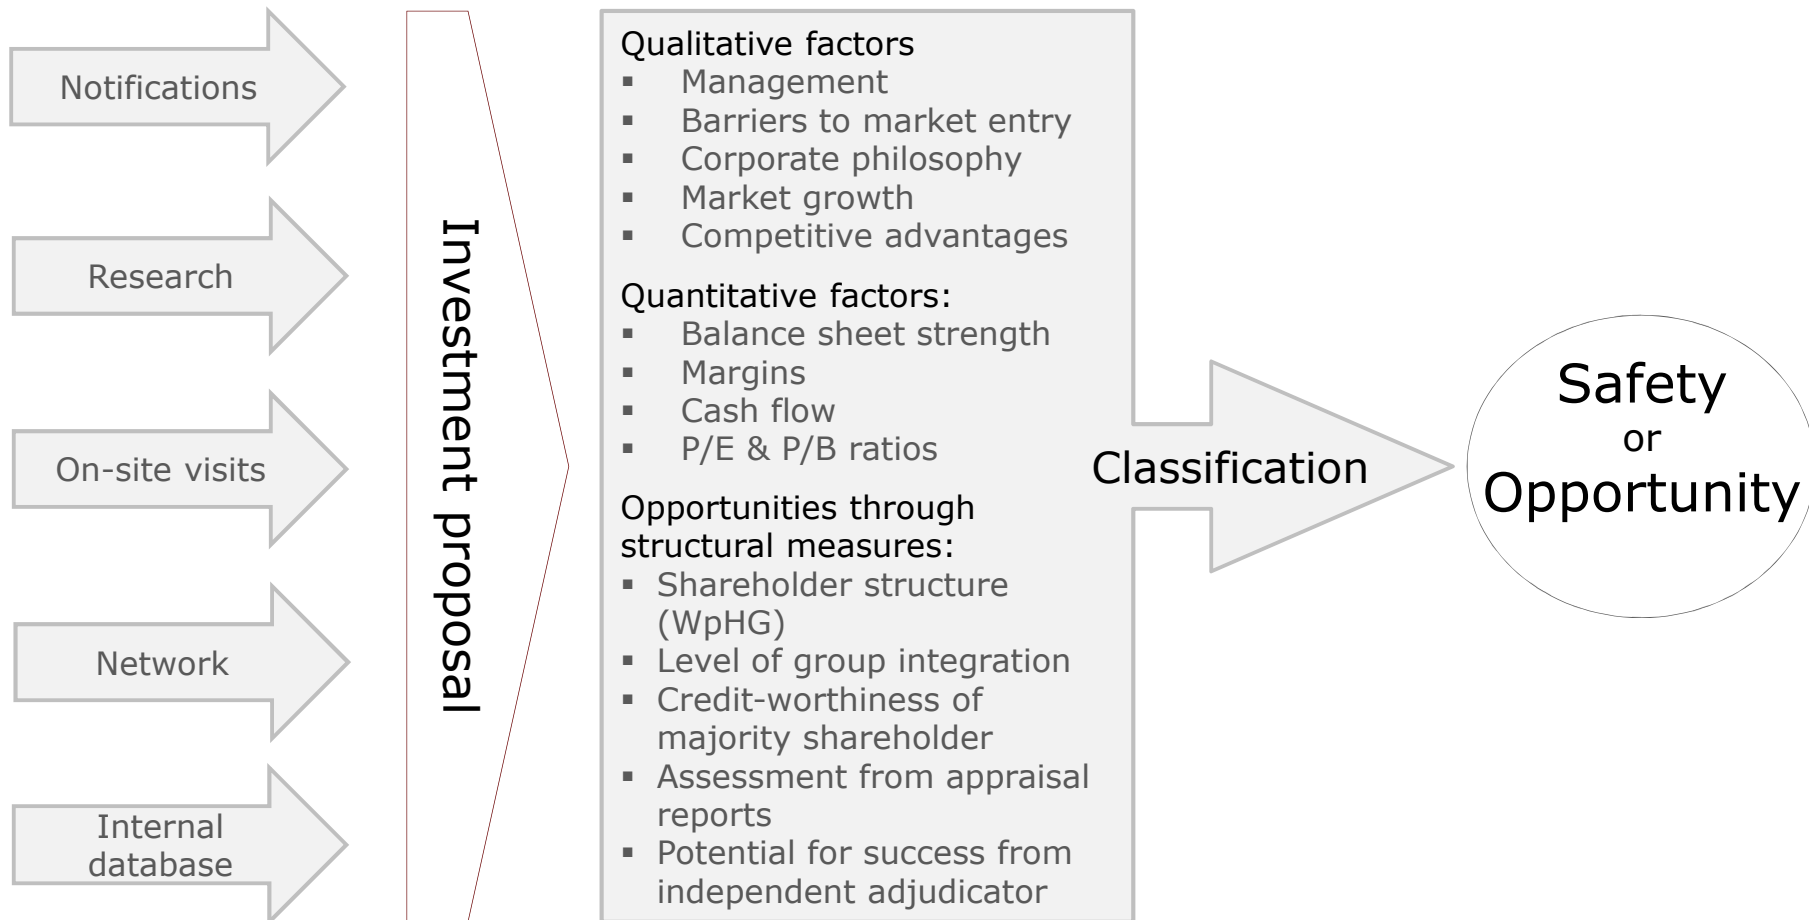 Notifications
Research
On-site visits
Network
Internal
database
Investment proposal
Qualitative factors
▪ Management
▪ Barriers to market entry
▪ Corporate philosophy
▪ Market growth
▪ Competitive advantages
Quantitative factors:
▪ Balance sheet strength
▪ Margins
▪ Cash flow
▪ P/E & P/B ratios
Opportunities through
structural measures:
▪ Shareholder structure
(WpHG)
▪ Level of group integration
▪ Credit-worthiness of
majority shareholder
▪ Assessment from appraisal
reports
▪ Potential for success from
independent adjudicator
Classification
Safety
or
Opportunity